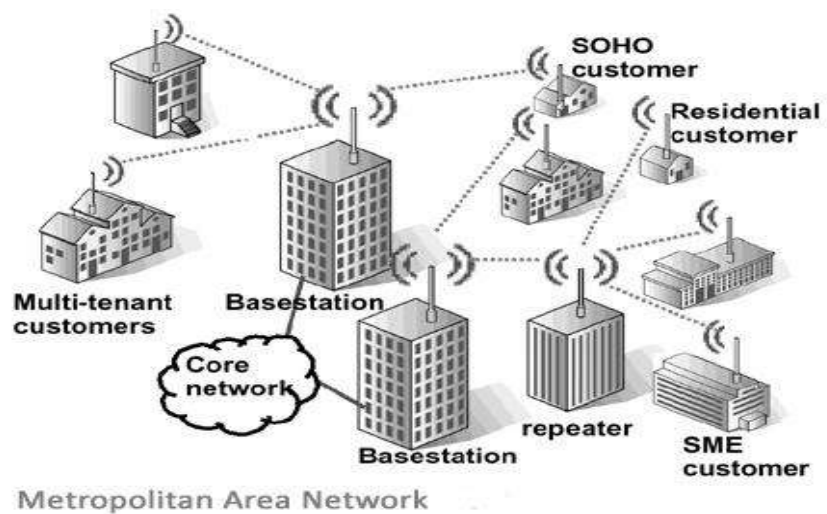 SOHO
customer
Residential
customer
Multi-tenant
customers
Basestation
Core
network
Basestation
repeater
SME
customer
Metropolitan Area Network